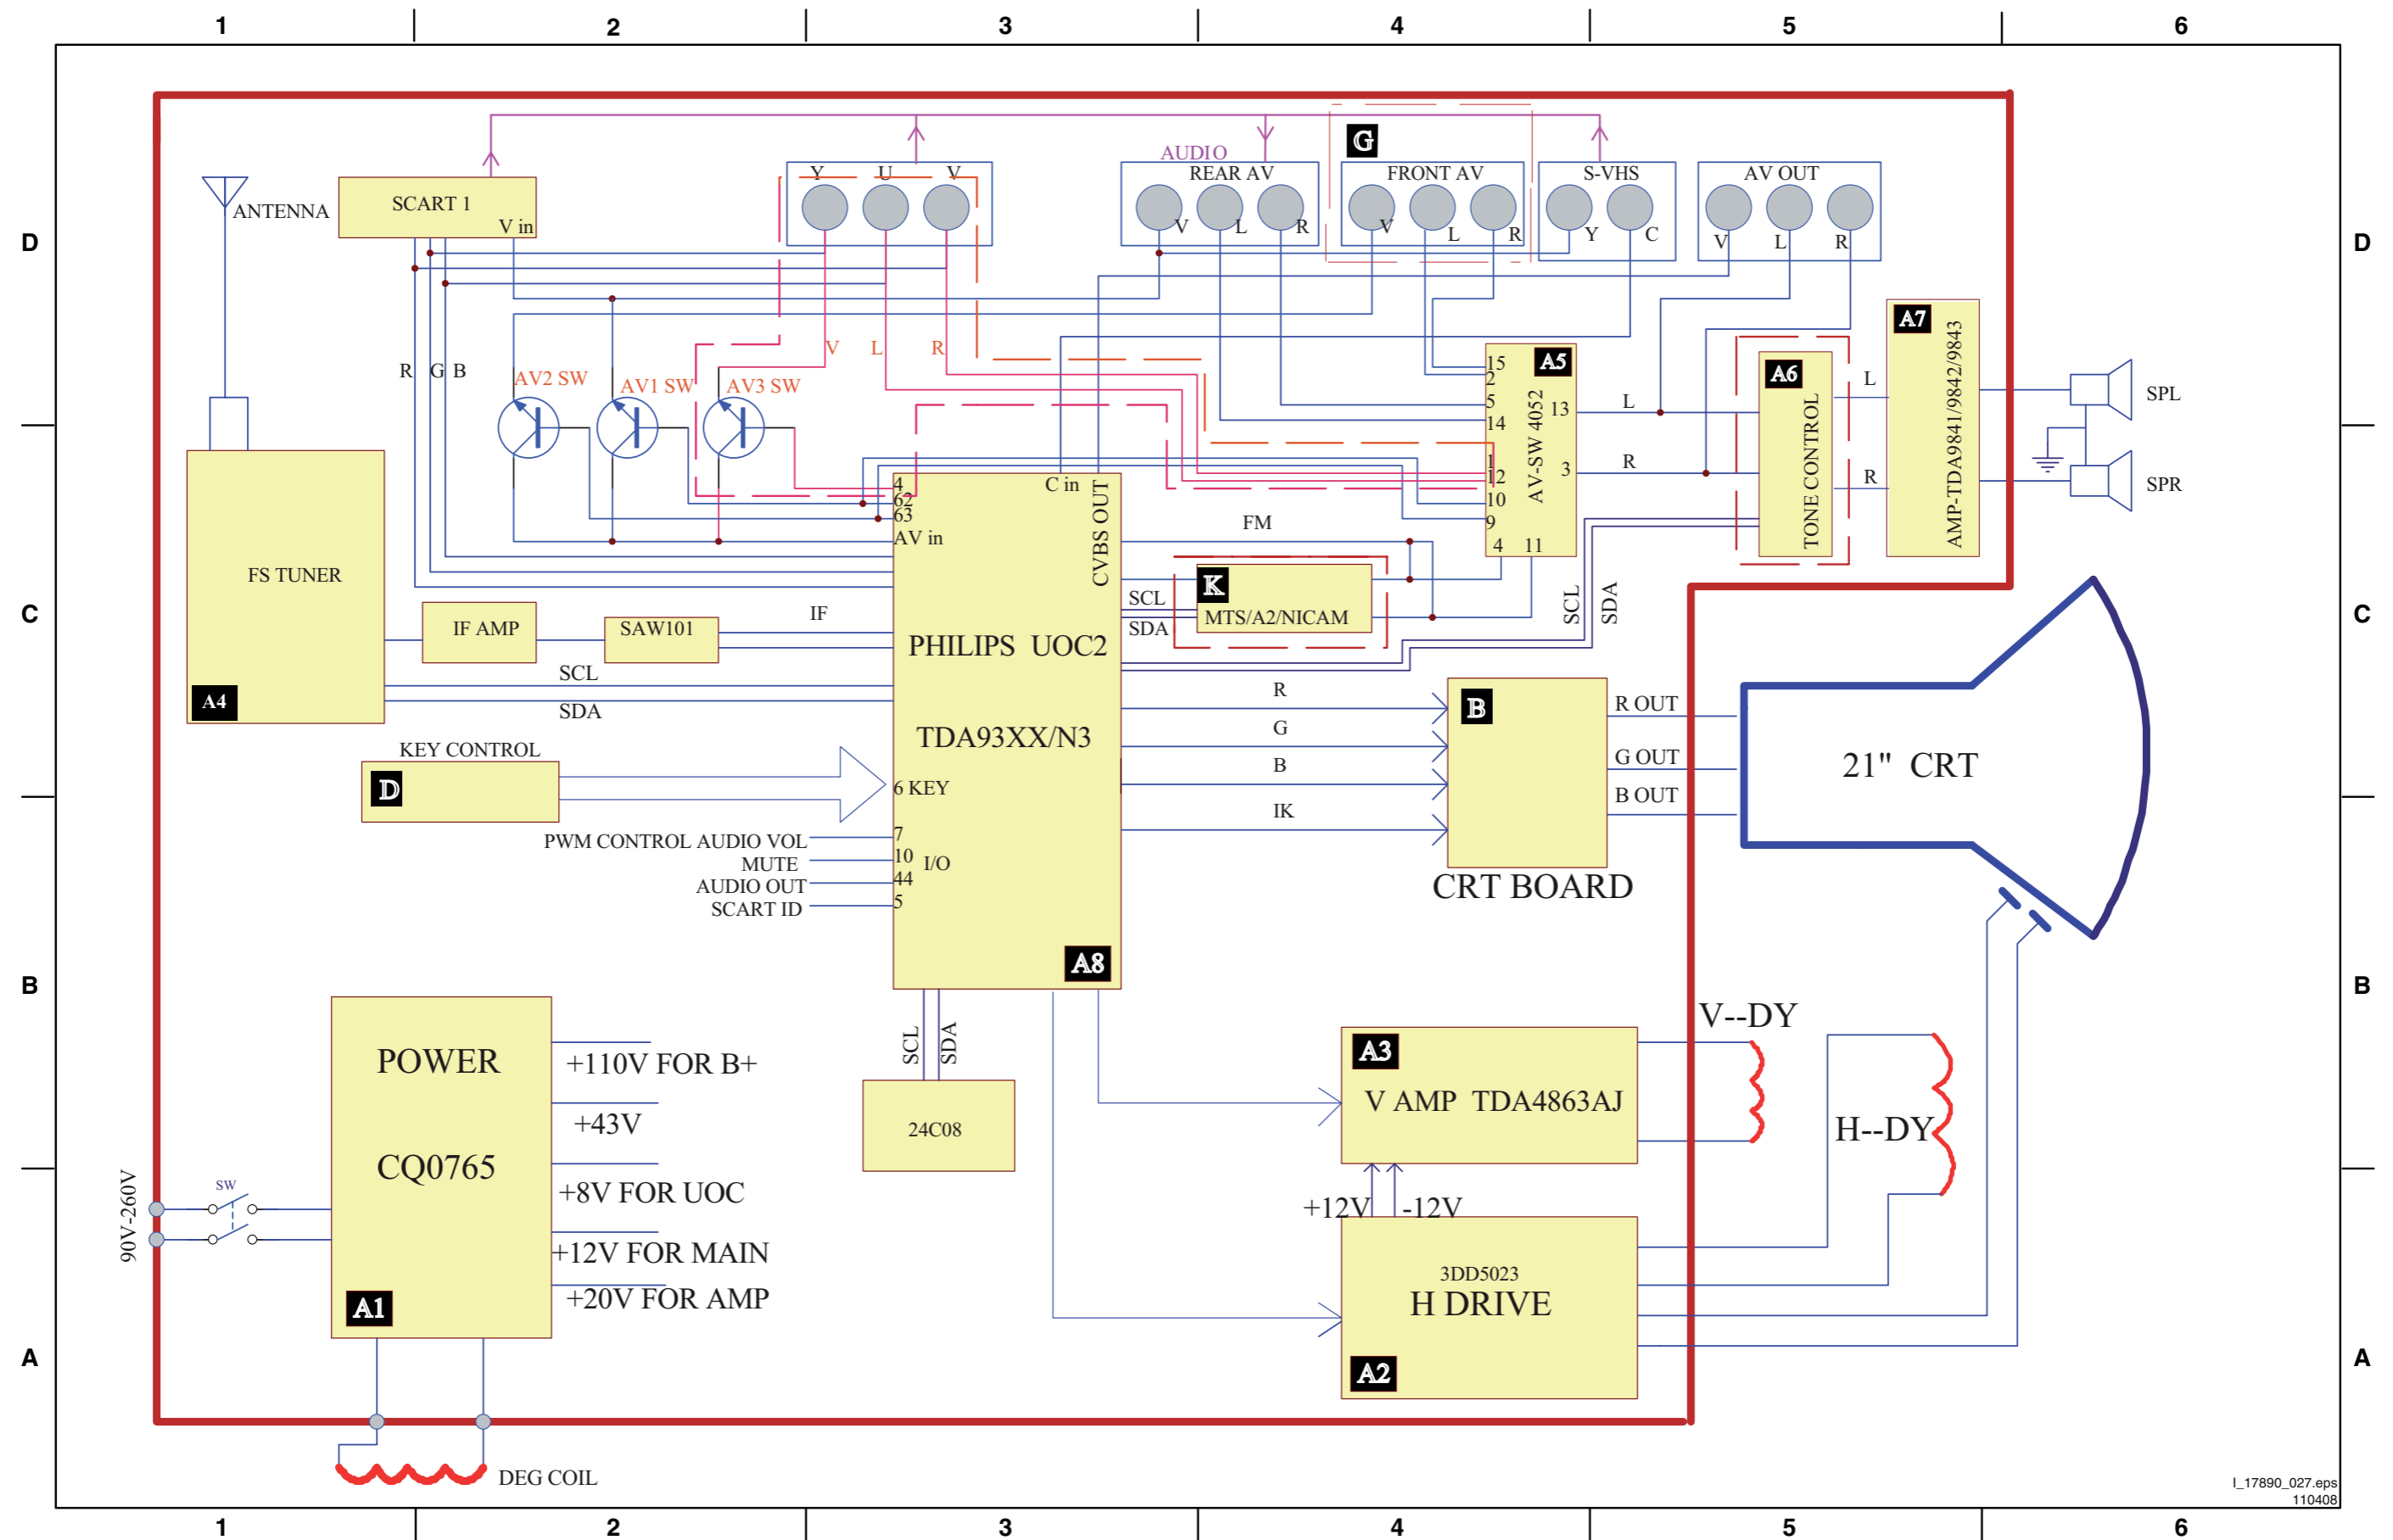 1 2 3 4 5 6
AUDIO
G
Y U V
REAR AV
FRONT AV
S-VHS
AV OUT
ANTENNA
SCART 1
V in
V L R
V L R
Y C
V L R
D
D
R G B
V L R
AV2 SW
AV1 SW
AV3 SW
15
2
5
14
1
12
10
9
4 11
13
3
A5
AV-SW 4052
L
R
A6
TONE CONTROL
L
R
A7
AMP-TDA9841/9842/9843
SPL
SPR
4
62
63
AV in
C in
CVBS OUT
FM
FS TUNER
A4
IF AMP
SAW101
IF
SCL
SDA
SCL
SDA
K
MTS/A2/NICAM
SCL
SDA
C
C
PHILIPS UOC2
TDA93XX/N3
R
G
B
IK
B
CRT BOARD
R OUT
G OUT
B OUT
21" CRT
KEY CONTROL
D
6 KEY
PWM CONTROL AUDIO VOL
MUTE
AUDIO OUT
SCART ID
7
10
44
5
I/O
A8
B
B
POWER
CQ0765
A1
+110V FOR B+
+43V
+8V FOR UOC
+12V FOR MAIN
+20V FOR AMP
90V-260V
SW
SCL
SDA
24C08
A3
V AMP TDA4863AJ
V--DY
H--DY
+12V -12V
3DD5023
H DRIVE
A2
A
A
DEG COIL
I_17890_027.eps
110408
1 2 3 4 5 6